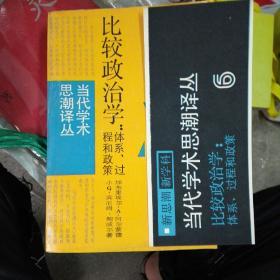 当代学术
思潮译丛
比较政治学：体系、过
程和政策
■新思潮 新学科
当代学术思潮译丛
⑥
比较政治学：
体系、过程和政策